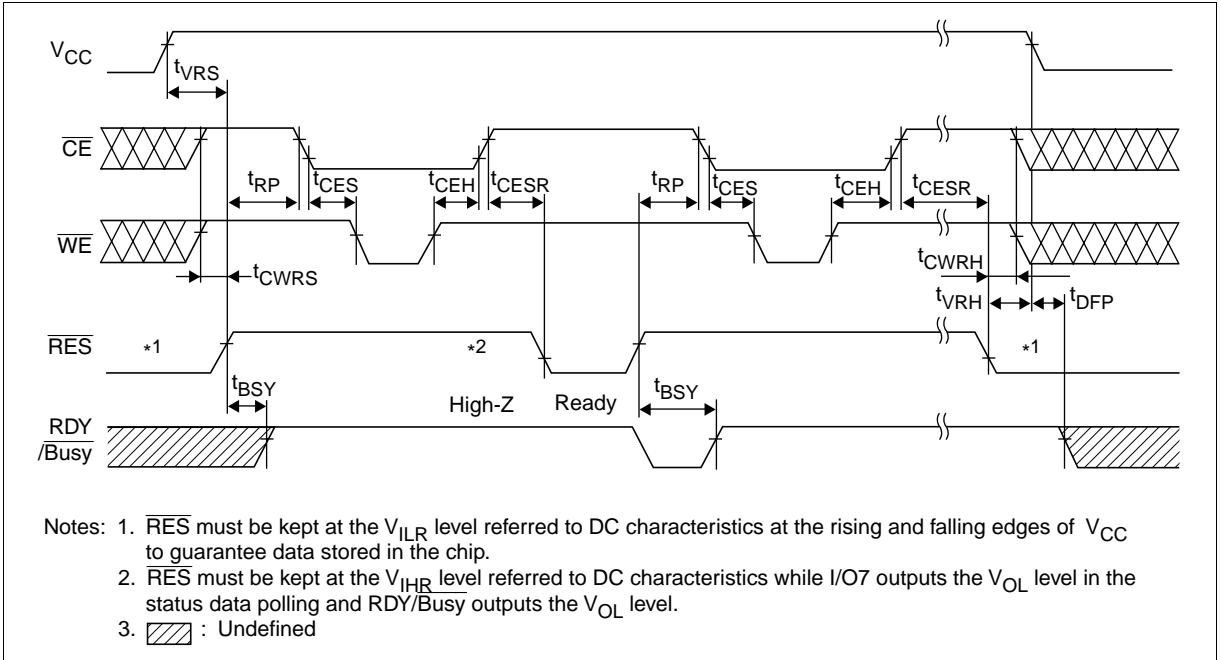 VCC
tVRS
CE
tRP tCES tCEH tCESR tRP tCES tCEH tCESR
WE
tCWRS tCWRH
tVRH tDFP
RES *1 *2 *1
tBSY tBSY
High-Z Ready
RDY
/Busy
Notes: 1. RES must be kept at the VILR level referred to DC characteristics at the rising and falling edges of VCC
to guarantee data stored in the chip.
2. RES must be kept at the VIHR level referred to DC characteristics while I/O7 outputs the VOL level in the
status data polling and RDY/Busy outputs the VOL level.
3. : Undefined